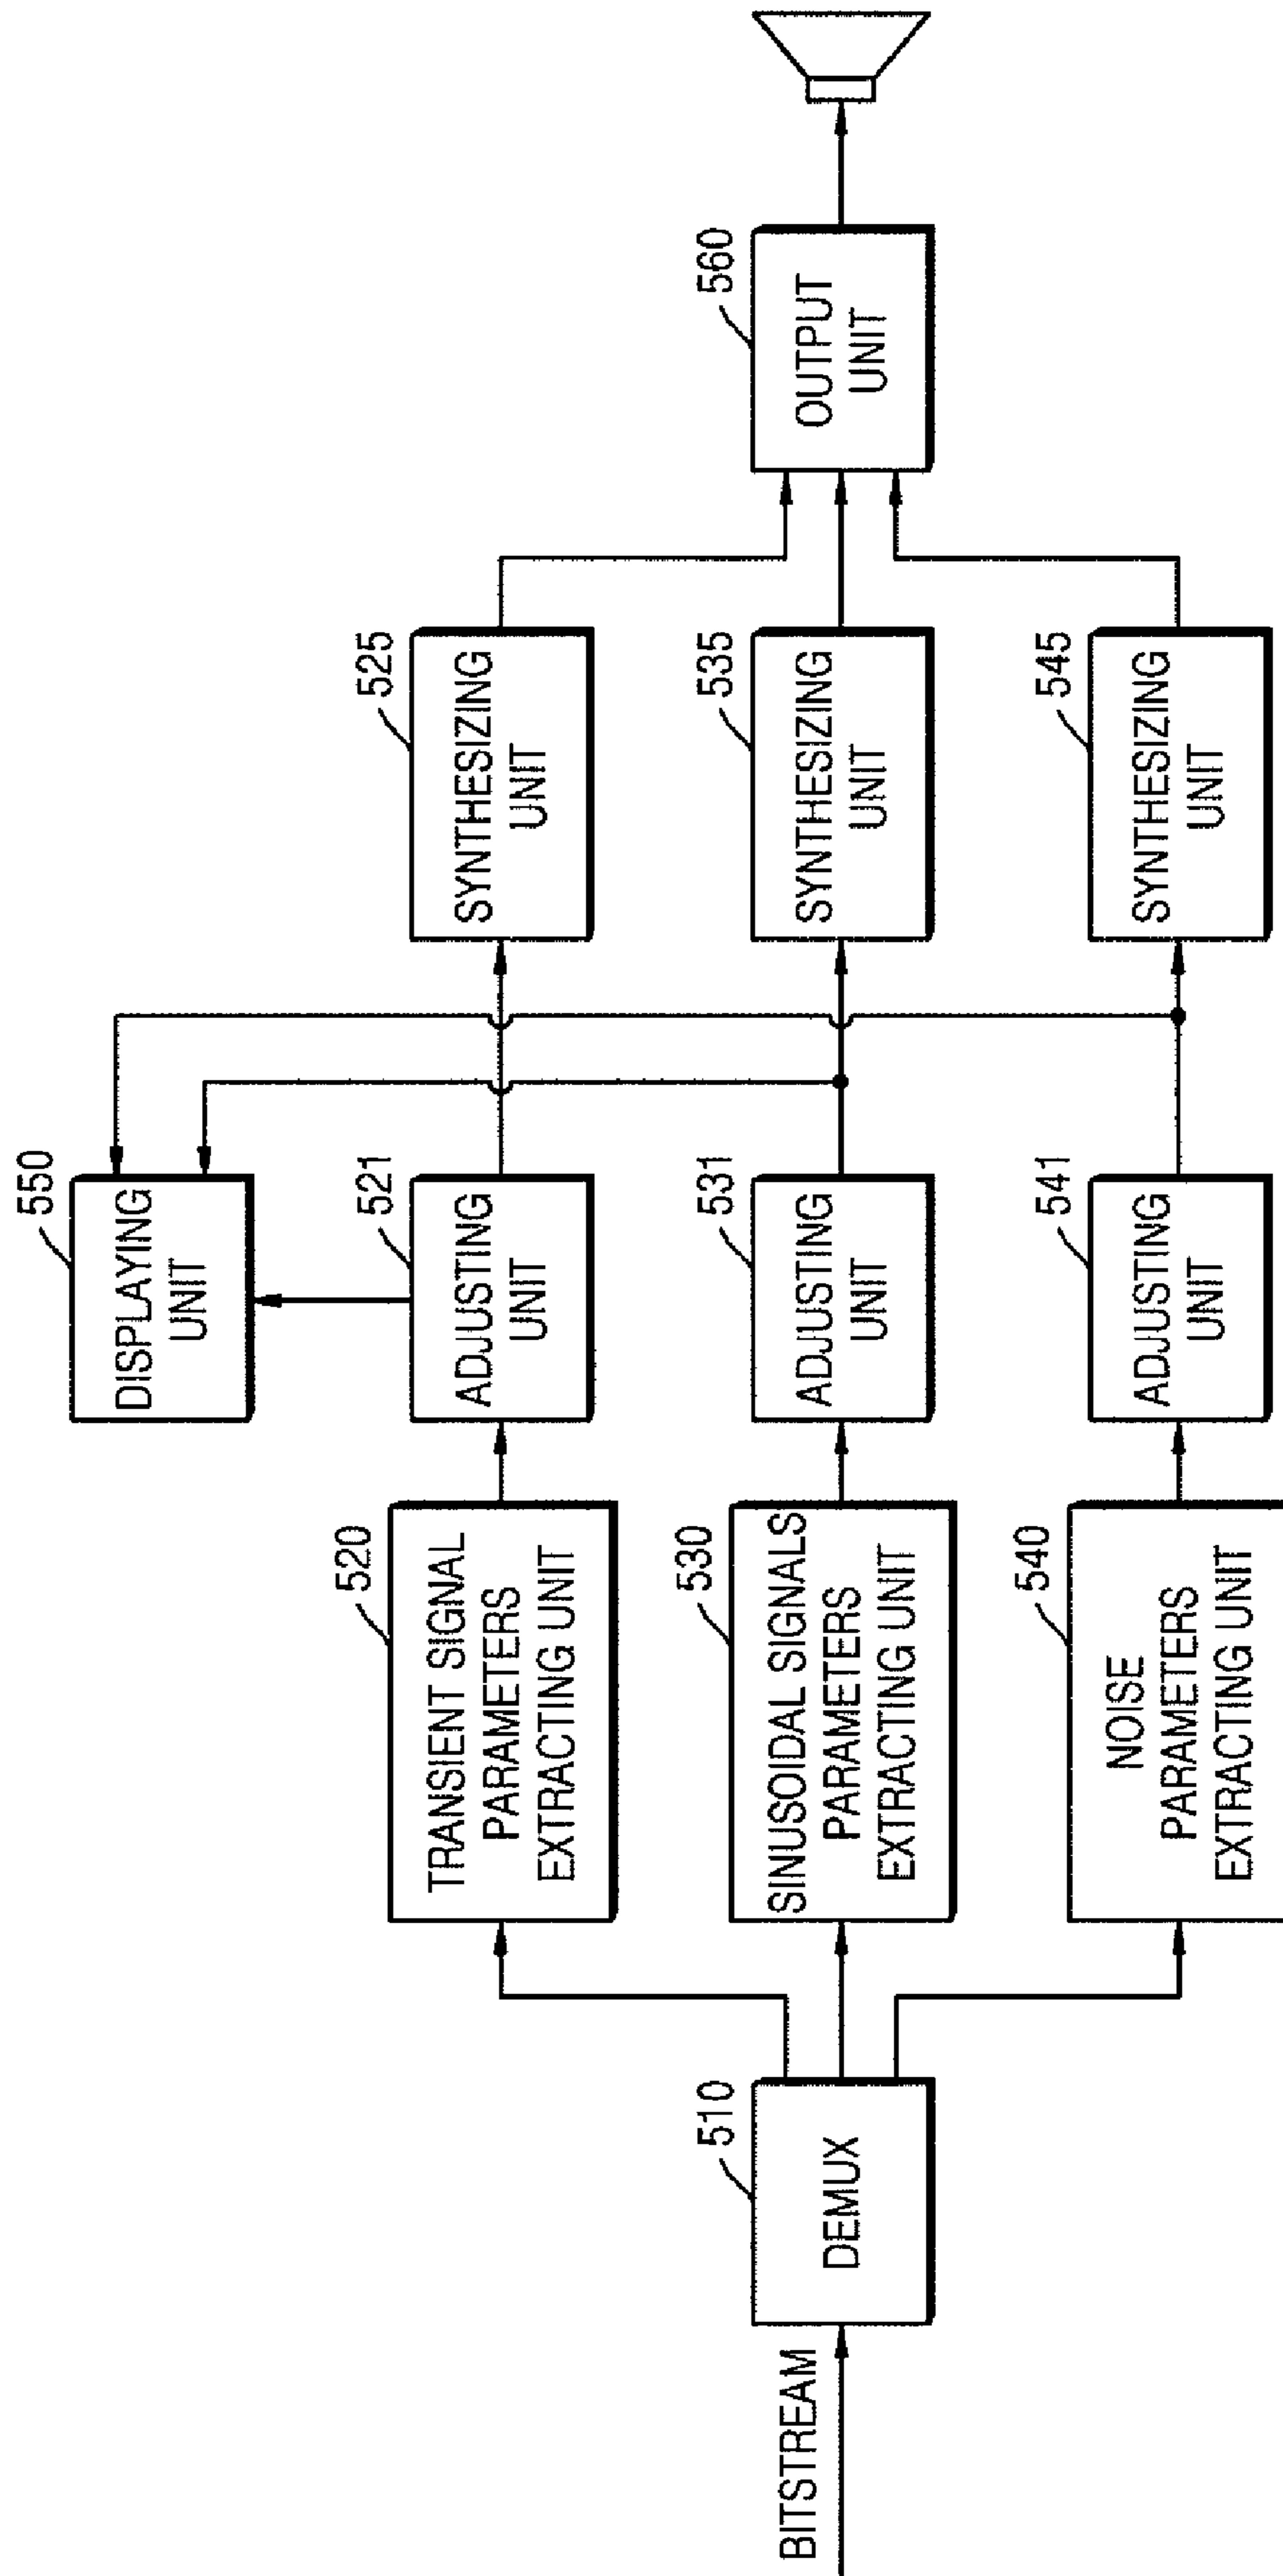 BITSTREAM
510
DEMUX
520
TRANSIENT SIGNAL
PARAMETERS
EXTRACTING UNIT
530
SINUSOIDAL SIGNALS
PARAMETERS
EXTRACTING UNIT
540
NOISE
PARAMETERS
EXTRACTING UNIT
550
DISPLAYING
UNIT
521
ADJUSTING
UNIT
531
ADJUSTING
UNIT
541
ADJUSTING
UNIT
525
SYNTHESIZING
UNIT
535
SYNTHESIZING
UNIT
545
SYNTHESIZING
UNIT
560
OUTPUT
UNIT